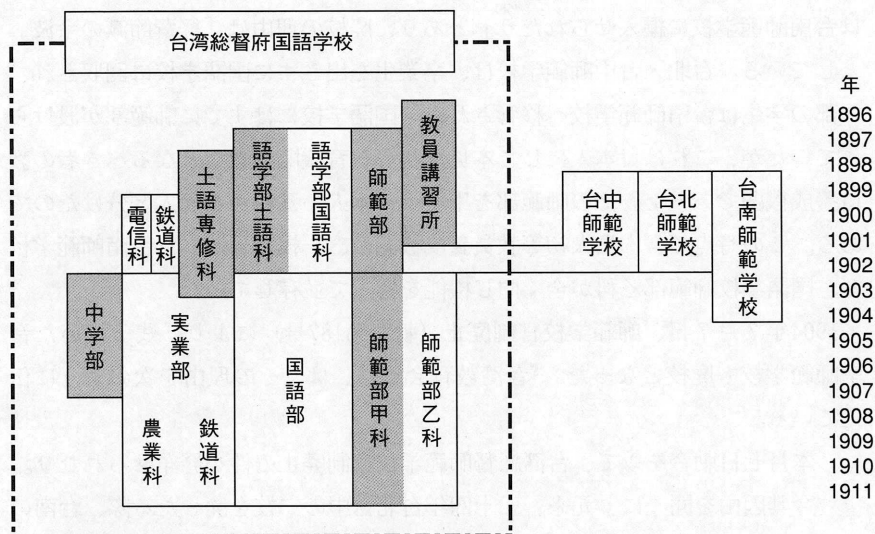 台湾総督府国語学校
年
1896
1897
1898
1899
1900
1901
1902
1903
1904
1905
1906
1907
1908
1909
1910
1911
中学部
電信科
鉄道科
土語専修科
語学部土語科
語学部国語科
師範部
教員講習所
台中師範学校
台北師範学校
台南師範学校
実業部
農業科
鉄道科
国語部
師範部甲科
師範部乙科